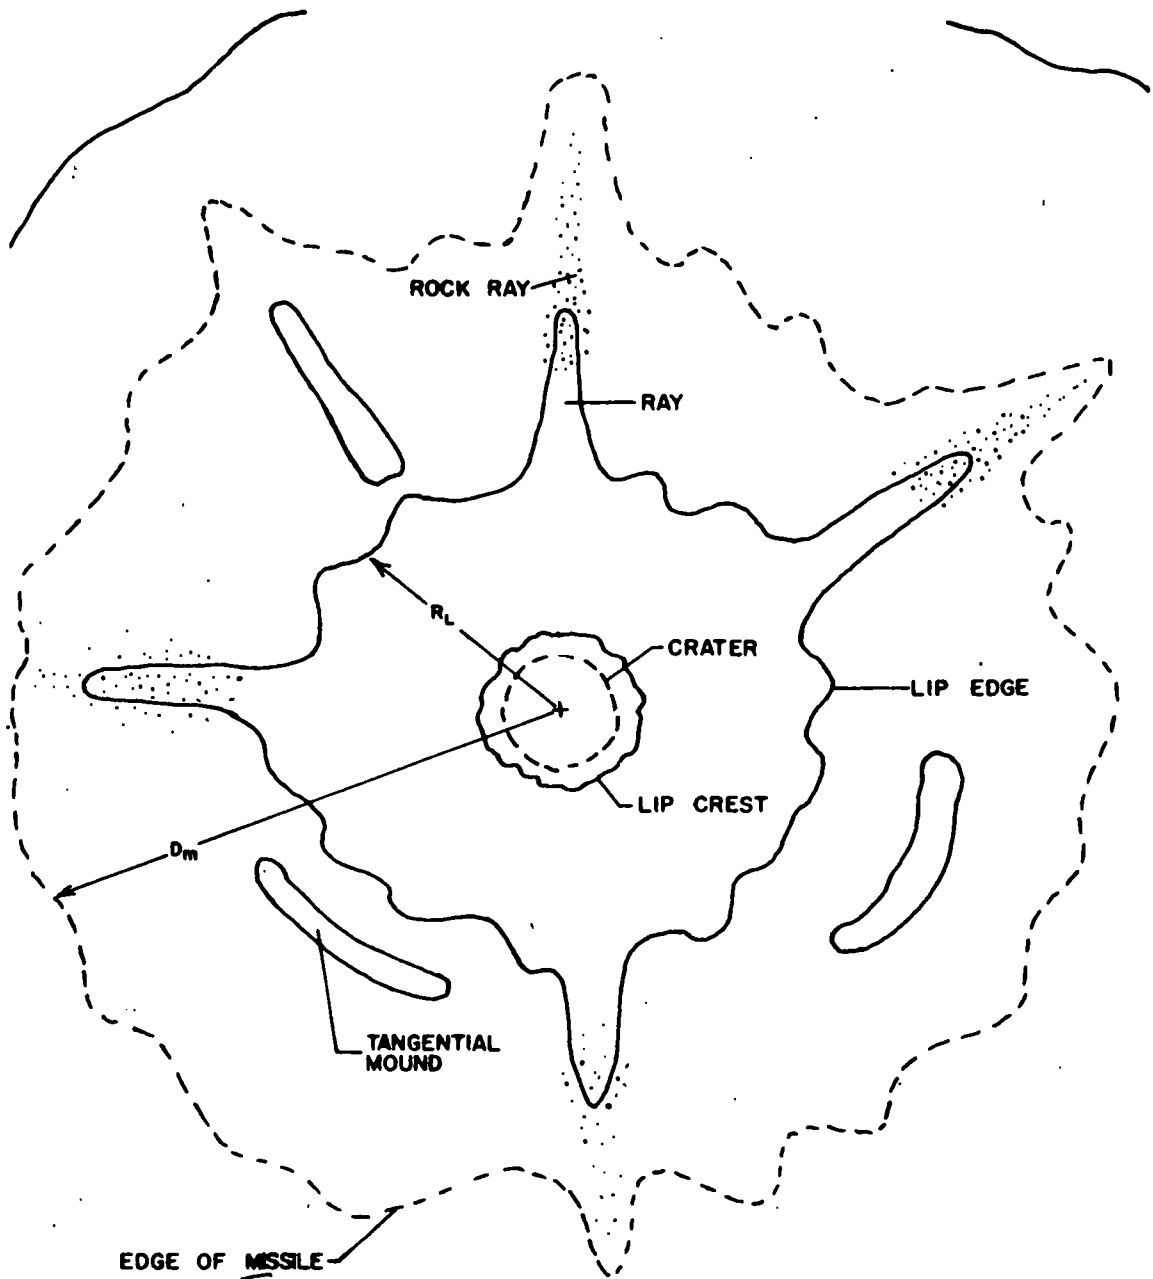 ROCK RAY
RAY
R_L
CRATER
LIP EDGE
LIP CREST
D_m
TANGENTIAL
MOUND
EDGE OF MISSILE